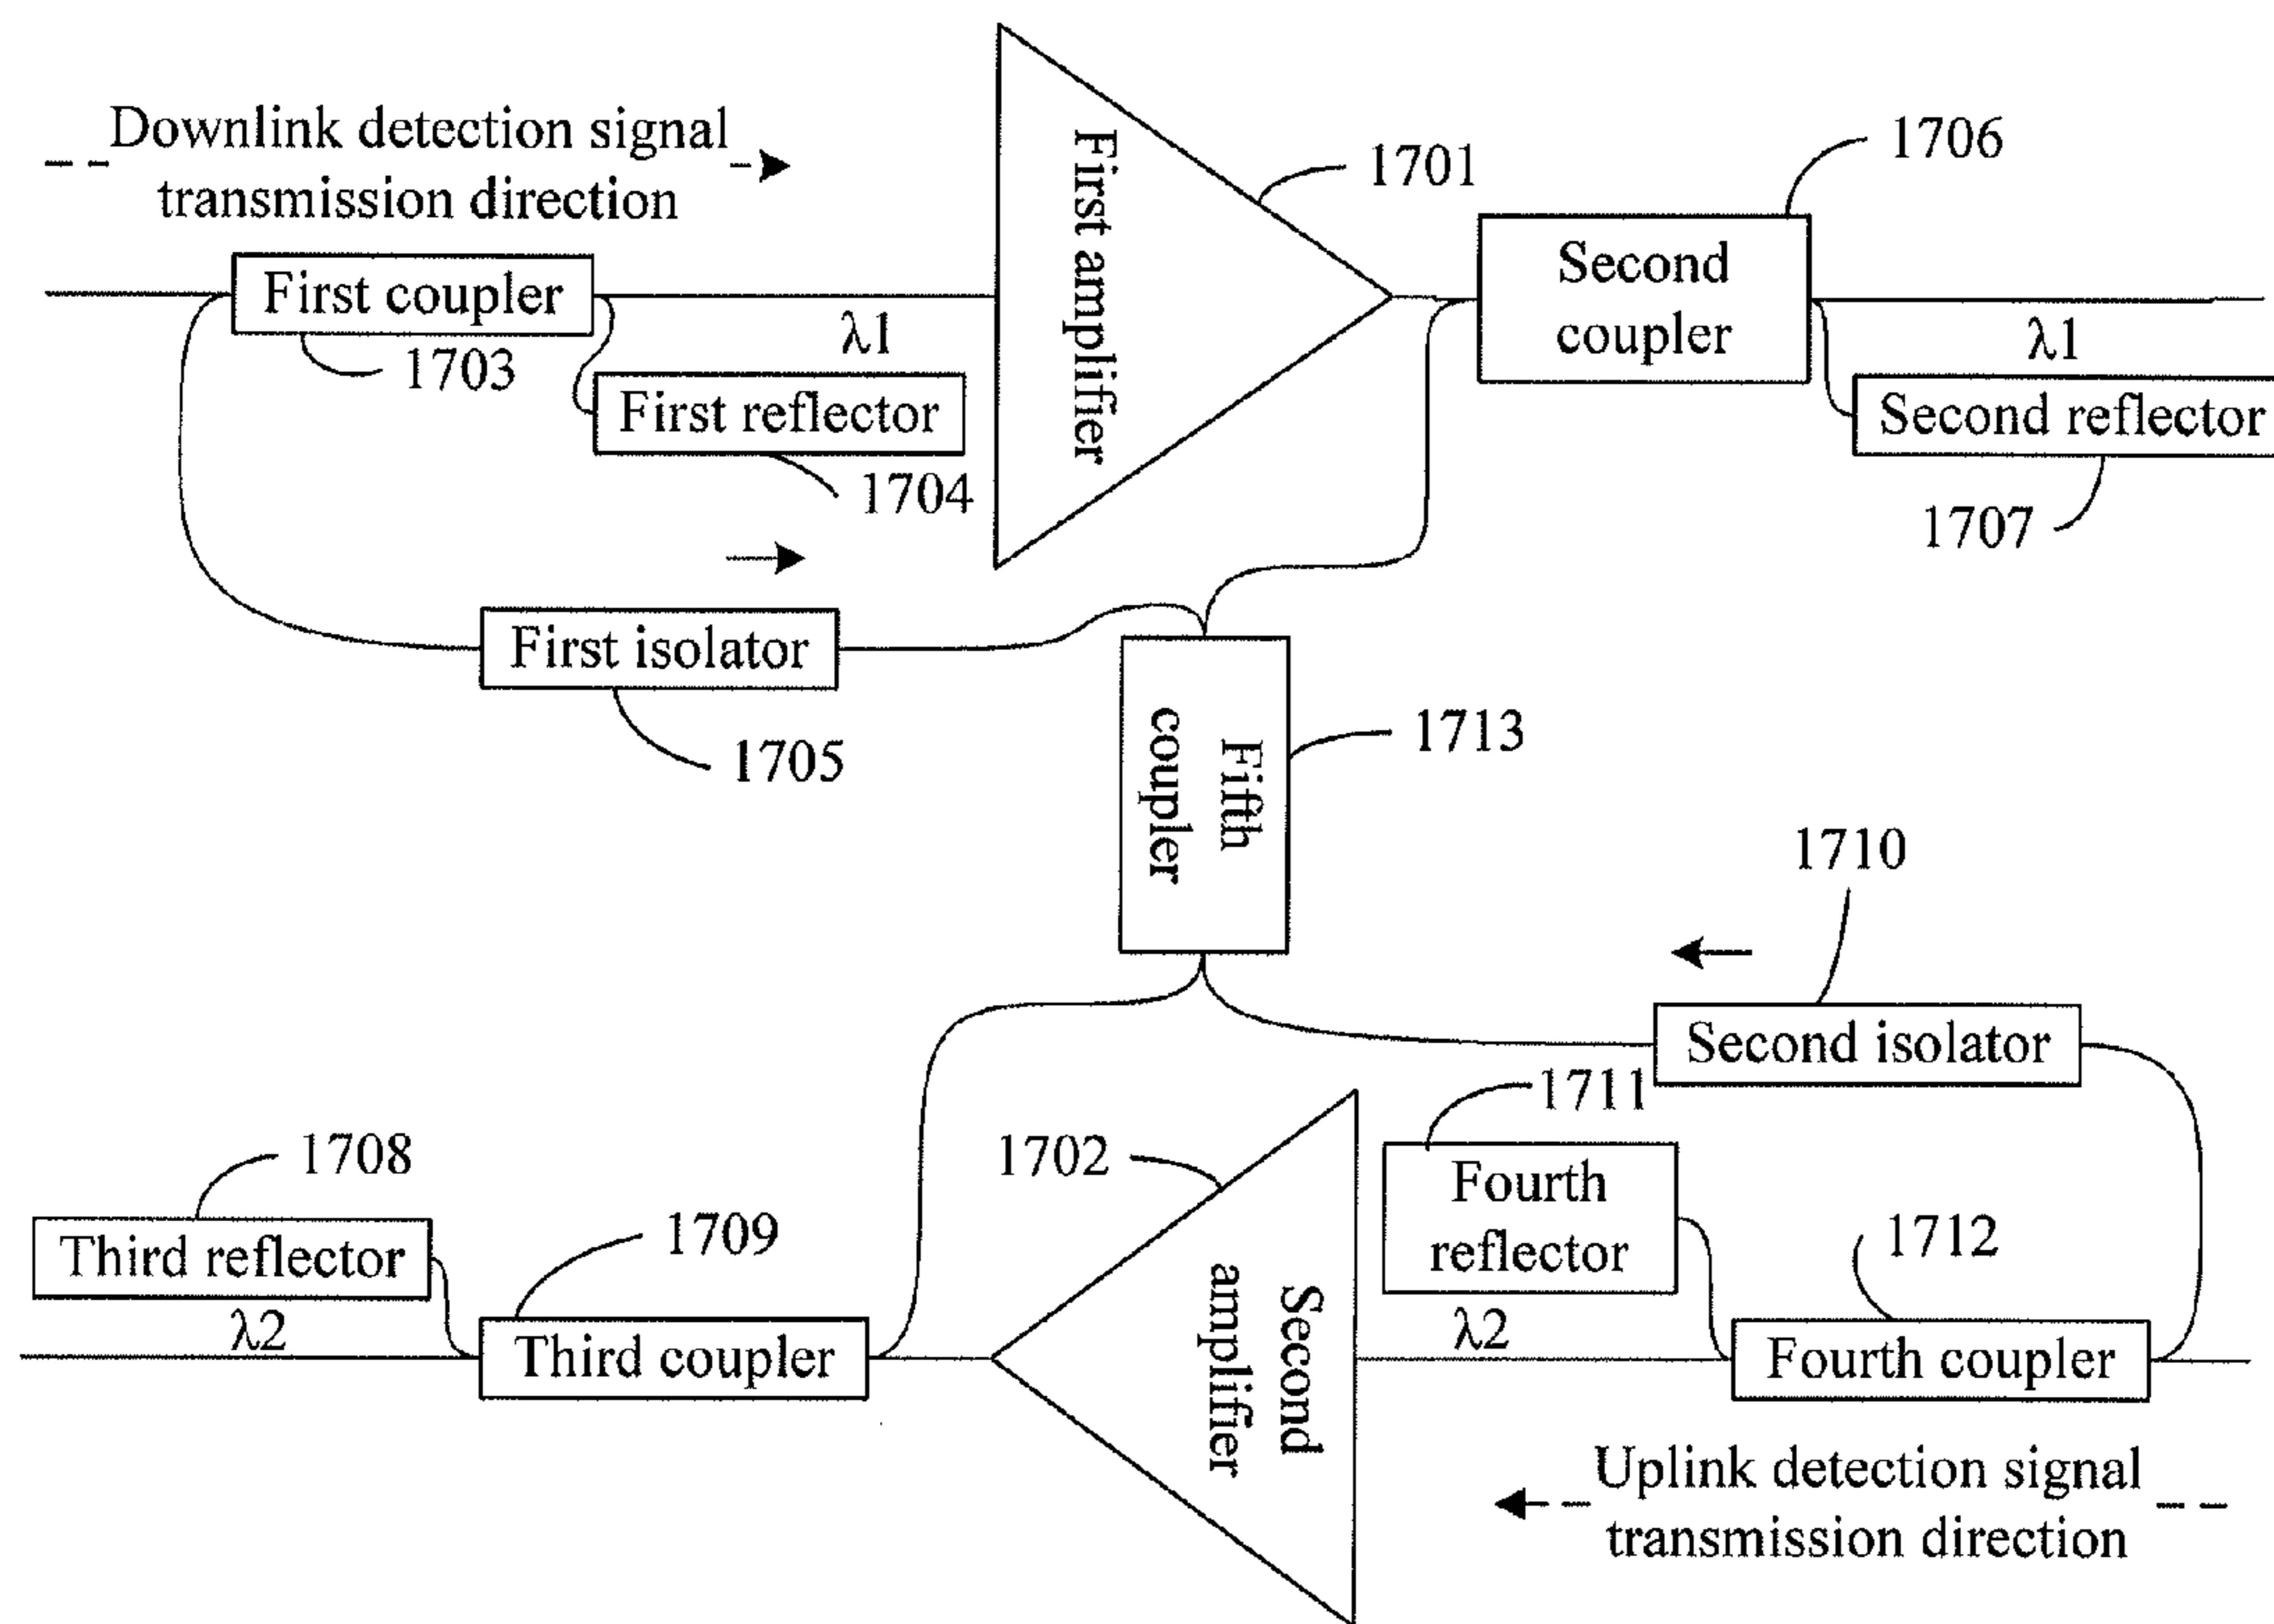 Downlink detection signal
transmission direction
First amplifier
1701
1706
First coupler
1703
λ1
First reflector
1704
Second
coupler
λ1
Second reflector
1707
First isolator
1705
Fifth
coupler
1713
1710
Second isolator
1711
Fourth
reflector
λ2
1708
Third reflector
λ2
1709
Third coupler
1702
Second
amplifier
1712
Fourth coupler
Uplink detection signal
transmission direction